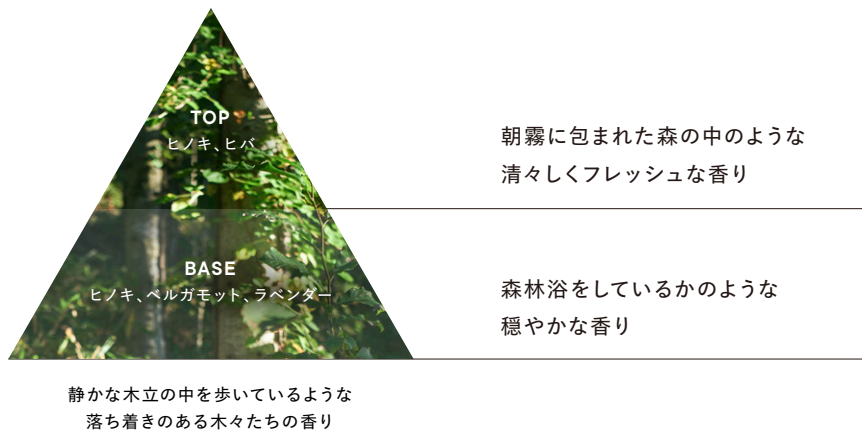 TOP
ヒノキ、ヒバ
朝霧に包まれた森の中のような
清々しくフレッシュな香り
BASE
ヒノキ、ベルガモット、ラベンダー
森林浴をしているかのような
穏やかな香り
静かな木立の中を歩いているような
落ち着きのある木々たちの香り